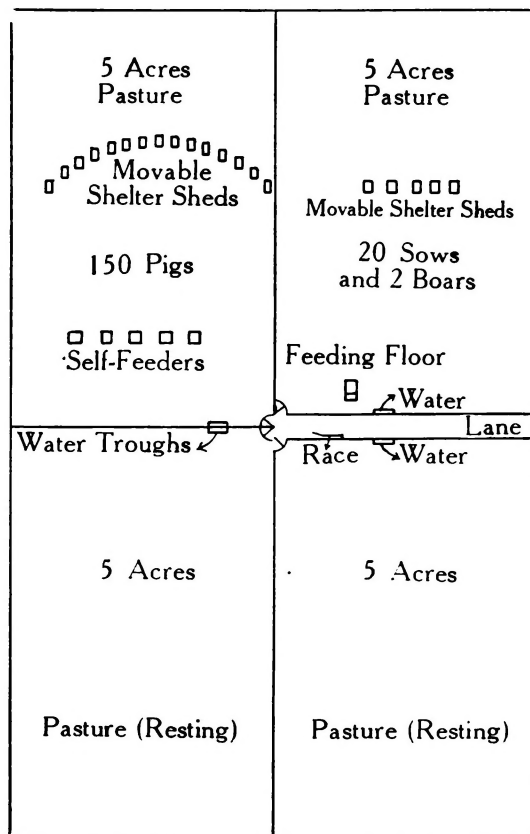 5 Acres
Pasture
Movable
Shelter Sheds
150 Pigs
Self-Feeders
5 Acres
Pasture
Movable Shelter Sheds
20 Sows
and 2 Boars
Feeding Floor
Water
Lane
Water Troughs
Race
Water
5 Acres
5 Acres
Pasture (Resting)
Pasture (Resting)